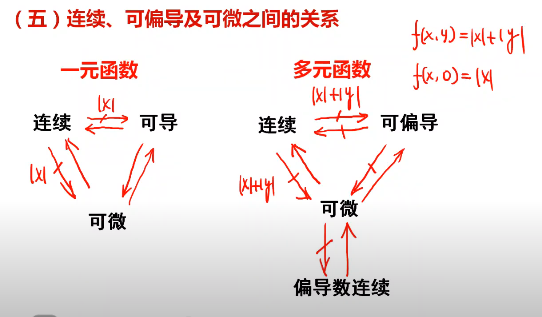 （五）连续、可偏导及可微之间的关系
f(x,y)=|x|+|y|
f(x,0)=|x|
一元函数
多元函数
|x|
|x|+|y|
连续
可导
连续
可偏导
|x|
|x|+|y|
可微
可微
偏导数连续